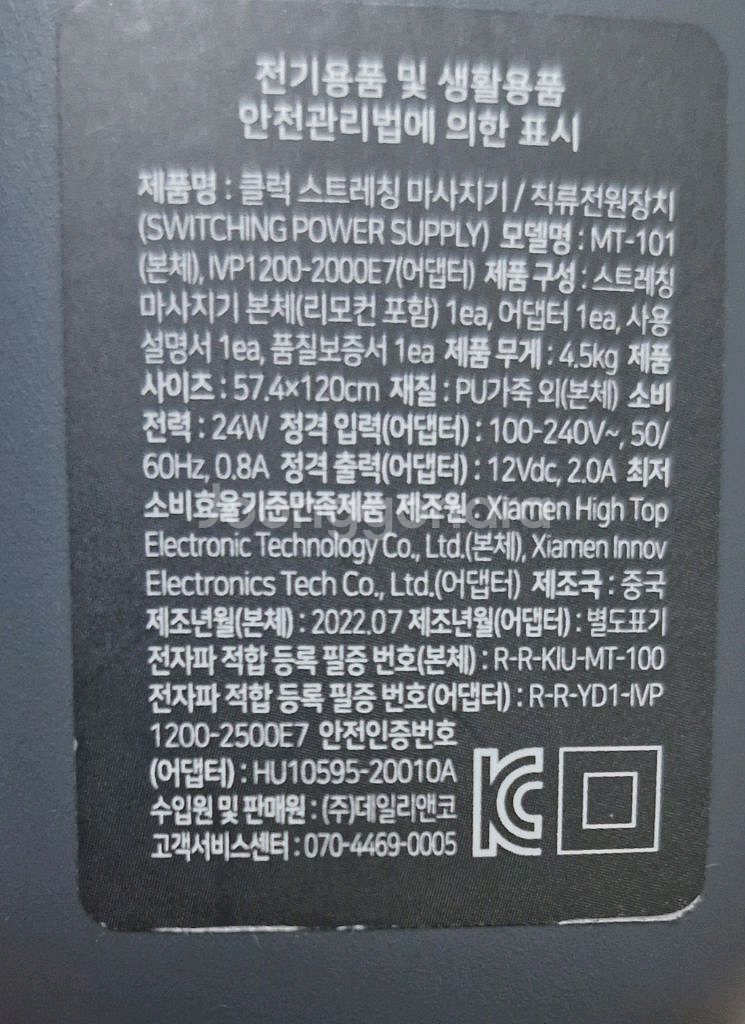 전기용품 및 생활용품
안전관리법에 의한 표시
제품명 : 클럭 스트레칭 마사지기 / 직류전원장치
(SWITCHING POWER SUPPLY) 모델명 : MT-101
(본체), IVP1200-2000E7(어댑터) 제품 구성 : 스트레칭
마사지기 본체(리모컨 포함) 1ea, 어댑터 1ea, 사용
설명서 1ea, 품질보증서 1ea 제품 무게 : 4.5kg 제품
사이즈 : 57.4×120cm 재질 : PU가죽 외(본체) 소비
전력 : 24W 정격 입력(어댑터) : 100-240V~, 50/
60Hz, 0.8A 정격 출력(어댑터) : 12Vdc, 2.0A 최저
소비효율기준만족제품 제조원 : Xiamen High Top
Joonggonara
Electronic Technology Co., Ltd.(본체), Xiamen Innov
Electronics Tech Co., Ltd.(어댑터) 제조국 : 중국
제조년월(본체) : 2022.07 제조년월(어댑터) : 별도표기
전자파 적합 등록 필증 번호(본체) : R-R-KIU-MT-100
전자파 적합 등록 필증 번호(어댑터) : R-R-YD1-IVP
1200-2500E7 안전인증번호
(어댑터) : HU10595-20010A
수입원 및 판매원 : (주)데일리앤코
고객서비스센터 : 070-4469-0005